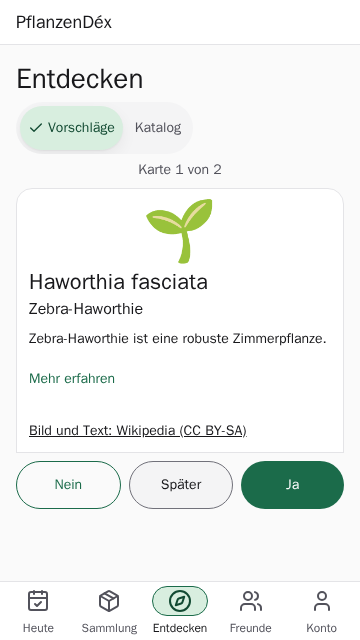 PflanzenDéx
Entdecken
Vorschläge
Katalog
Karte 1 von 2
Haworthia fasciata
Zebra-Haworthie
Zebra-Haworthie ist eine robuste Zimmerpflanze.
Mehr erfahren
Bild und Text: Wikipedia (CC BY-SA)
Nein
Später
Ja
Heute
Sammlung
Entdecken
Freunde
Konto